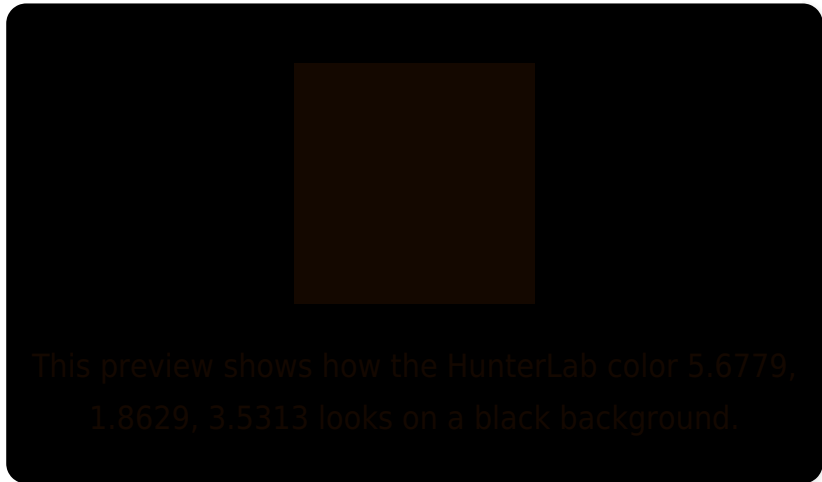 This preview shows how the HunterLab color 5.6779,
1.8629, 3.5313 looks on a black background.